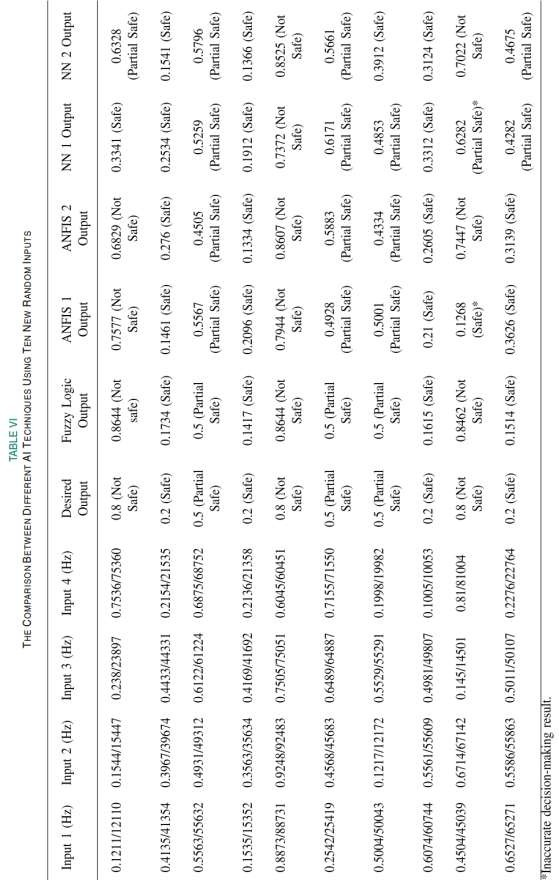 TABLE VI
THE COMPARISON BETWEEN DIFFERENT AI TECHNIQUES USING TEN NEW RANDOM INPUTS
Input 1 (Hz) Input 2 (Hz) Input 3 (Hz) Input 4 (Hz) Desired Output Fuzzy Logic Output ANFIS 1 Output ANFIS 2 Output NN 1 Output NN 2 Output
0.1211/12110 0.1544/15447 0.238/23897 0.7536/75360 0.8 (Not Safe) 0.8644 (Not safe) 0.7577 (Not Safe) 0.6829 (Not Safe) 0.3341 (Safe) 0.6328 (Partial Safe)
0.4135/41354 0.3967/39674 0.4433/44331 0.2154/21535 0.2 (Safe) 0.1734 (Safe) 0.1461 (Safe) 0.276 (Safe) 0.2534 (Safe) 0.1541 (Safe)
0.5563/55632 0.4931/49312 0.6122/61224 0.6875/68752 0.5 (Partial Safe) 0.5 (Partial Safe) 0.5567 (Partial Safe) 0.4505 (Partial Safe) 0.5259 (Partial Safe) 0.5796 (Partial Safe)
0.1535/15352 0.3563/35634 0.4169/41692 0.2136/21358 0.2 (Safe) 0.1417 (Safe) 0.2096 (Safe) 0.1334 (Safe) 0.1912 (Safe) 0.1366 (Safe)
0.8873/88731 0.9248/92483 0.7505/75051 0.6045/60451 0.8 (Not Safe) 0.8644 (Not Safe) 0.7944 (Not Safe) 0.8607 (Not Safe) 0.7372 (Not Safe) 0.8525 (Not Safe)
0.2542/25419 0.4568/45683 0.6489/64887 0.7155/71550 0.5 (Partial Safe) 0.5 (Partial Safe) 0.4928 (Partial Safe) 0.5883 (Partial Safe) 0.6171 (Partial Safe) 0.5661 (Partial Safe)
0.5004/50043 0.1217/12172 0.5529/55291 0.1998/19982 0.5 (Partial Safe) 0.5 (Partial Safe) 0.5001 (Partial Safe) 0.4334 (Partial Safe) 0.4853 (Partial Safe) 0.3912 (Safe)
0.6074/60744 0.5561/55609 0.4981/49807 0.1005/10053 0.2 (Safe) 0.1615 (Safe) 0.21 (Safe) 0.2605 (Safe) 0.3312 (Safe) 0.3124 (Safe)
0.4504/45039 0.6714/67142 0.145/14501 0.81/81004 0.8 (Not Safe) 0.8462 (Not Safe) 0.1268 (Safe)* 0.7447 (Not Safe) 0.6282 (Partial Safe)* 0.7022 (Not Safe)
0.6527/65271 0.5586/55863 0.5011/50107 0.2276/22764 0.2 (Safe) 0.1514 (Safe) 0.3626 (Safe) 0.3139 (Safe) 0.4282 (Partial Safe) 0.4675 (Partial Safe)
*Inaccurate decision-making result.